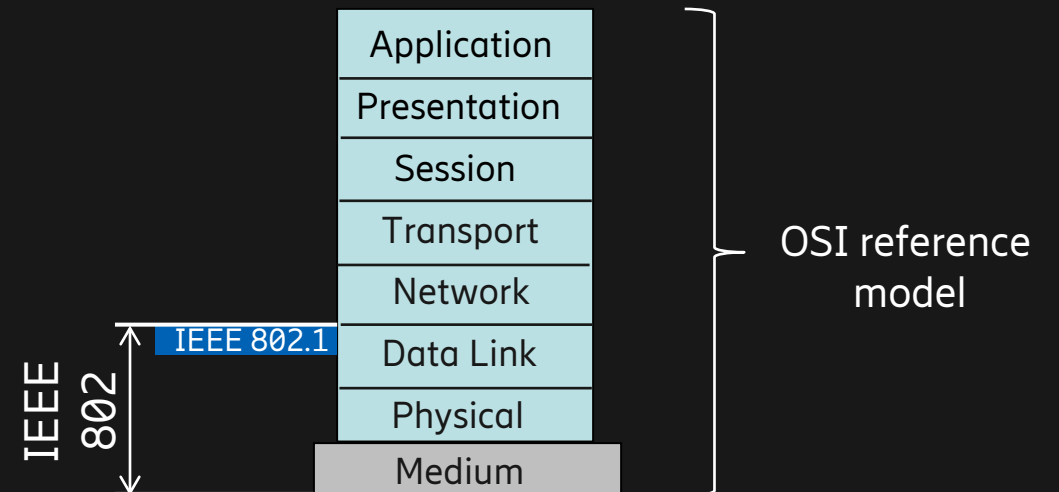 Application
Presentation
Session
Transport
Network
IEEE 802.1
Data Link
Physical
Medium
IEEE
802
OSI reference
model